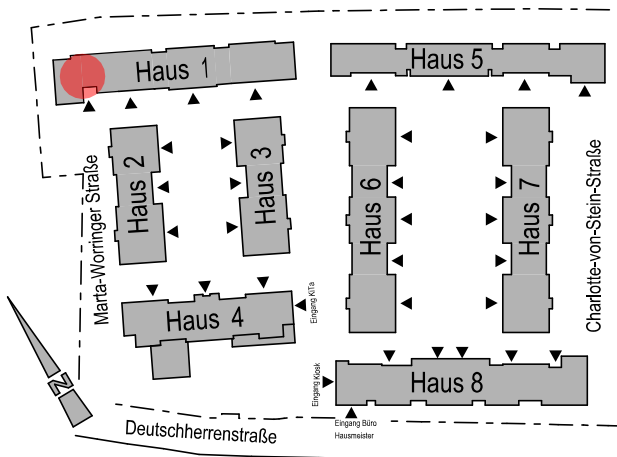 Haus 1
Haus 5
Haus 2
Haus 3
Haus 6
Haus 7
Marta-Worringer Straße
Charlotte-von-Stein-Straße
Haus 4
Eingang KiTa
N
Haus 8
Eingang Kiosk
Deutschherrenstraße
Eingang Büro
Hausmeister